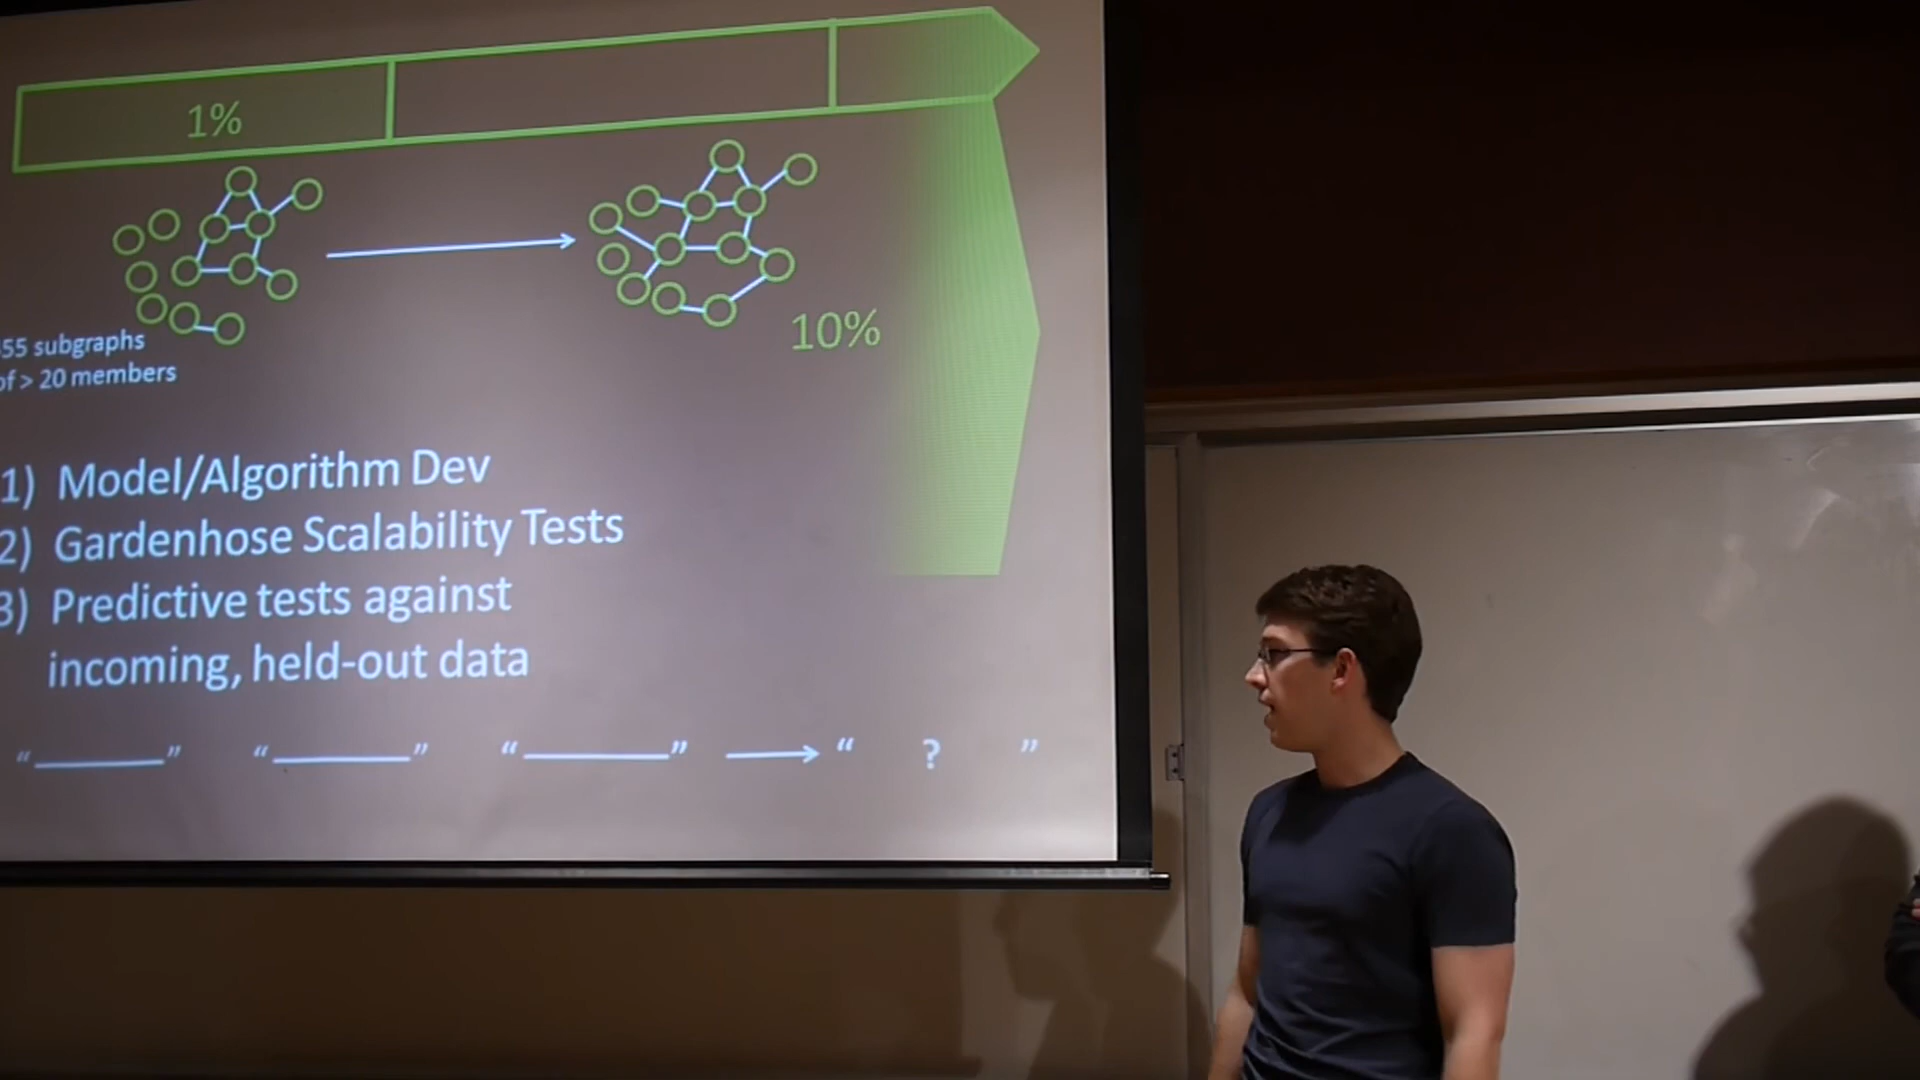 1%
10%
55 subgraphs
of > 20 members
1) Model/Algorithm Dev
2) Gardenhose Scalability Tests
3) Predictive tests against
incoming, held-out data
“______” “______” “______” → “ ? ”